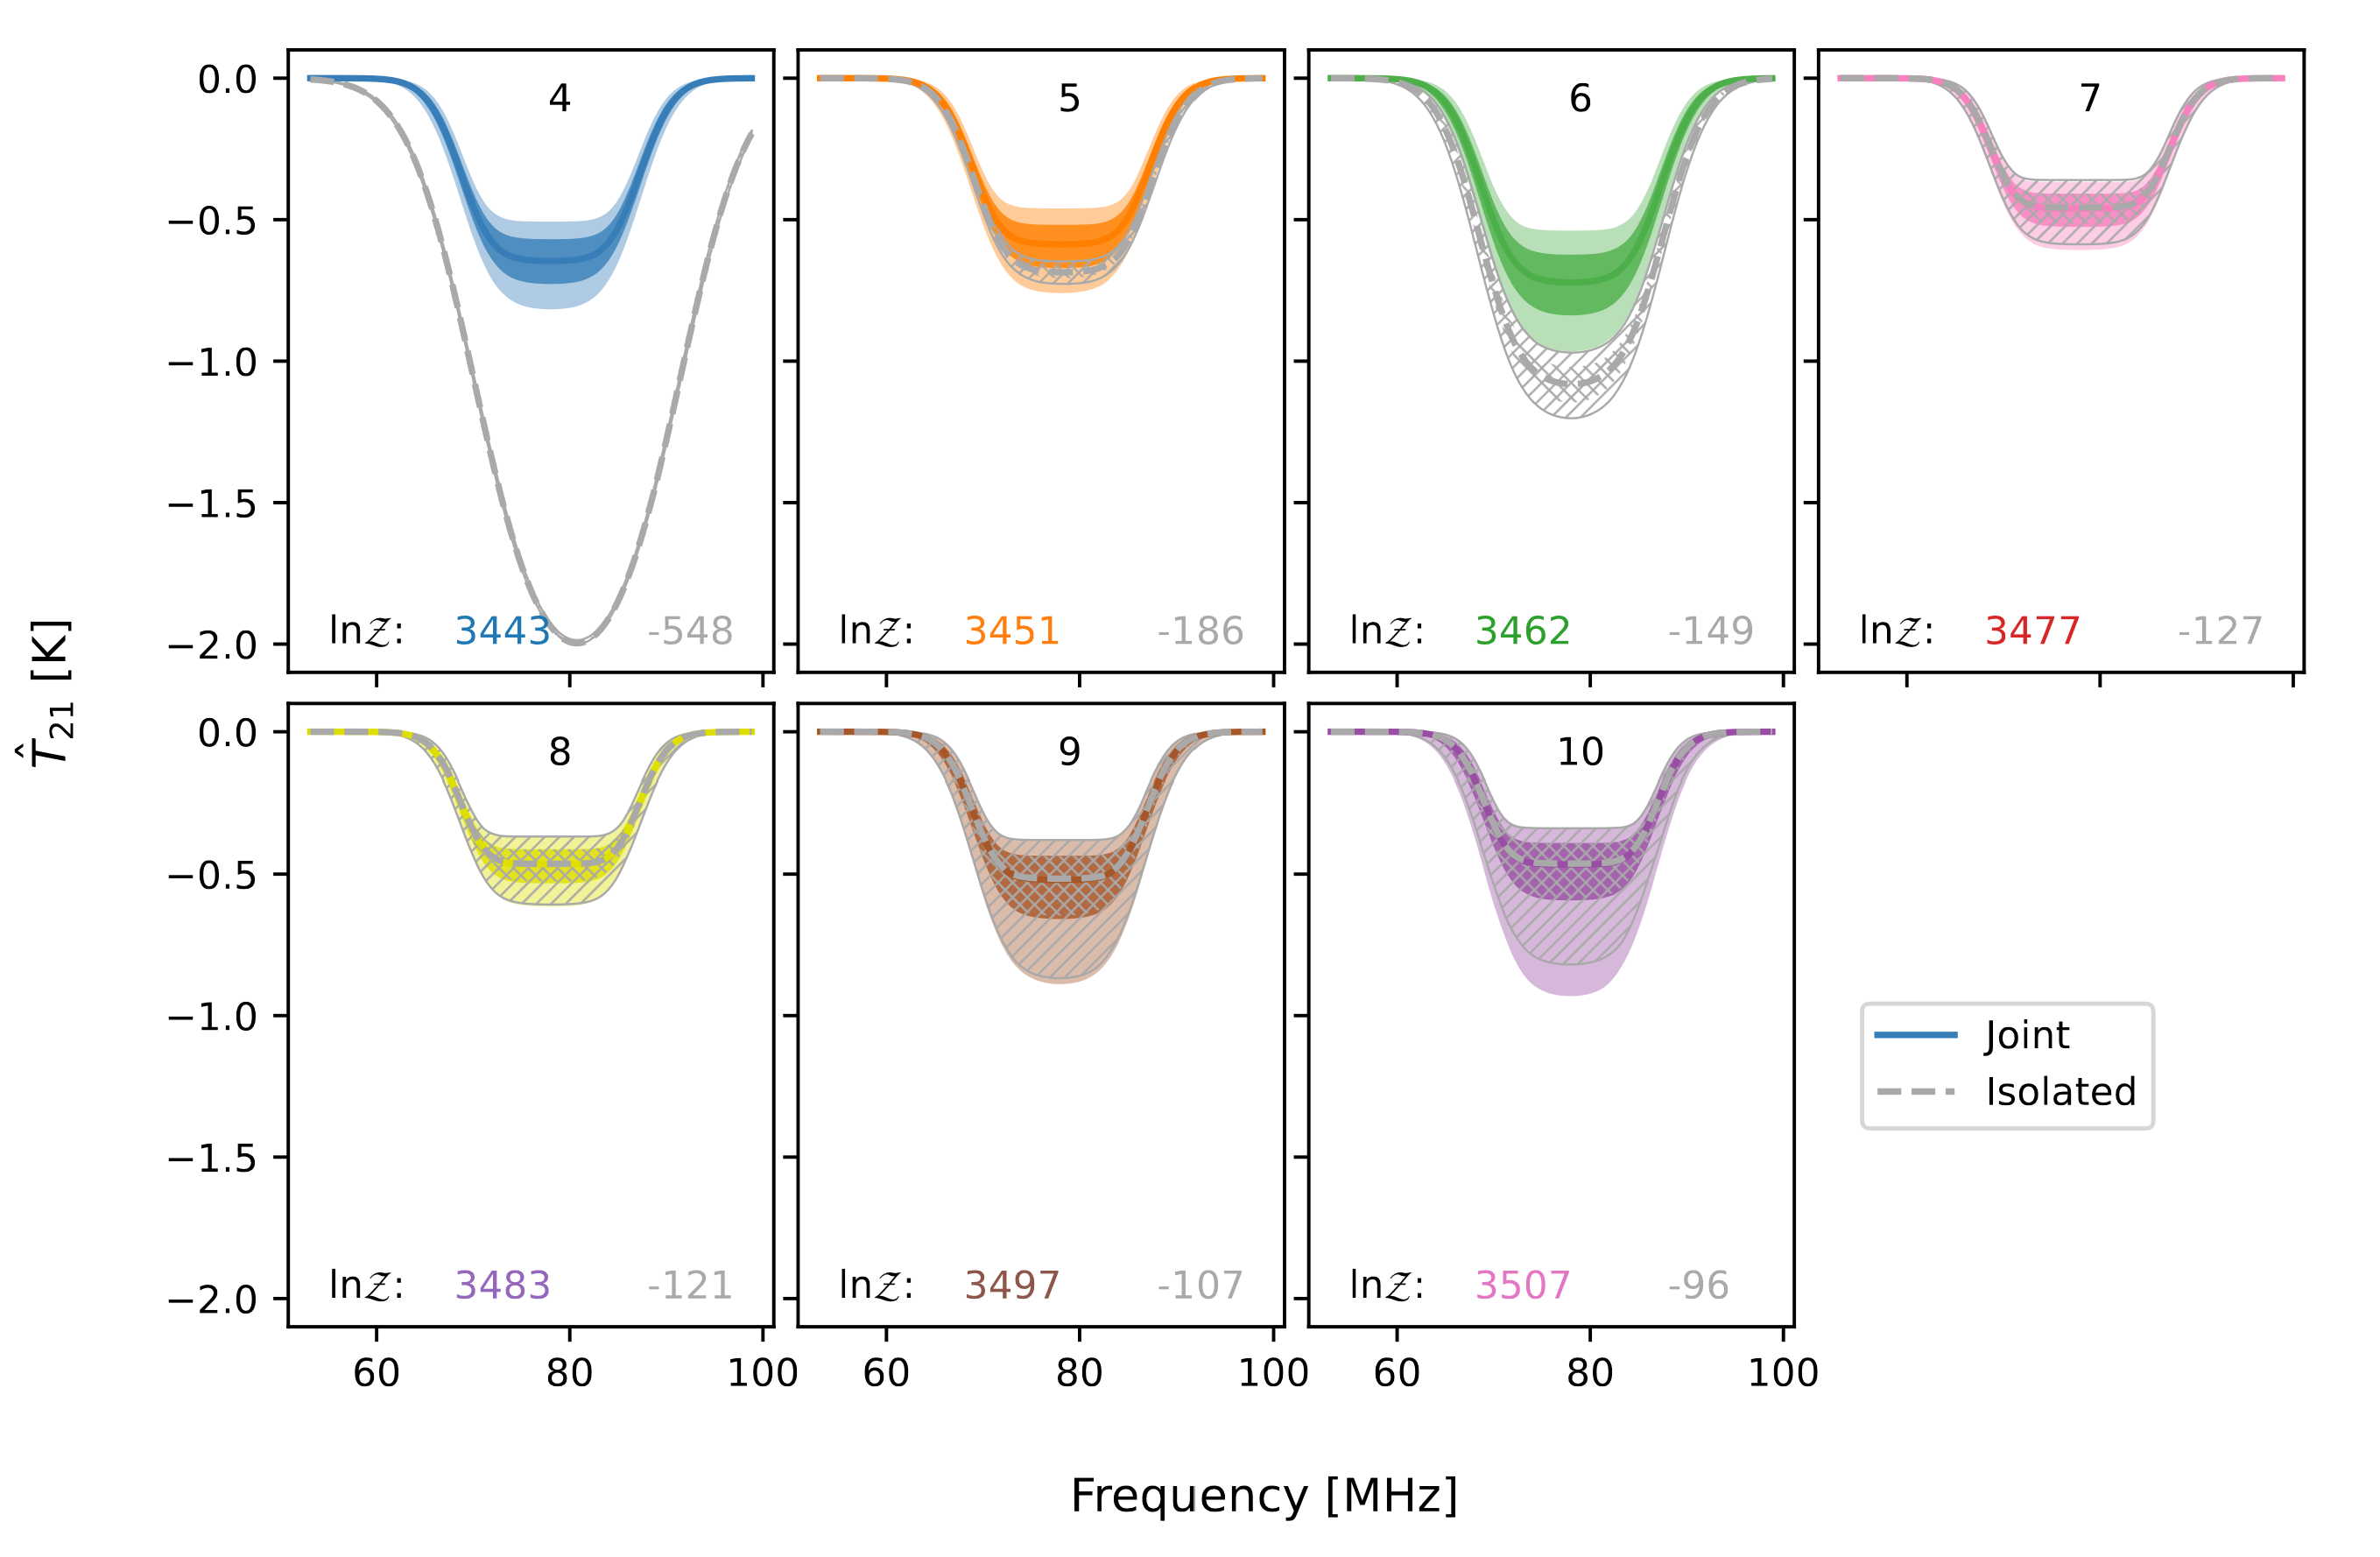 T̂₂₁ [K]
0.0
−0.5
−1.0
−1.5
−2.0
4
ln𝒵: 3443 -548
5
ln𝒵: 3451 -186
6
ln𝒵: 3462 -149
7
ln𝒵: 3477 -127
0.0
−0.5
−1.0
−1.5
−2.0
8
ln𝒵: 3483 -121
9
ln𝒵: 3497 -107
10
ln𝒵: 3507 -96
Joint
Isolated
60 80 100 60 80 100 60 80 100
Frequency [MHz]